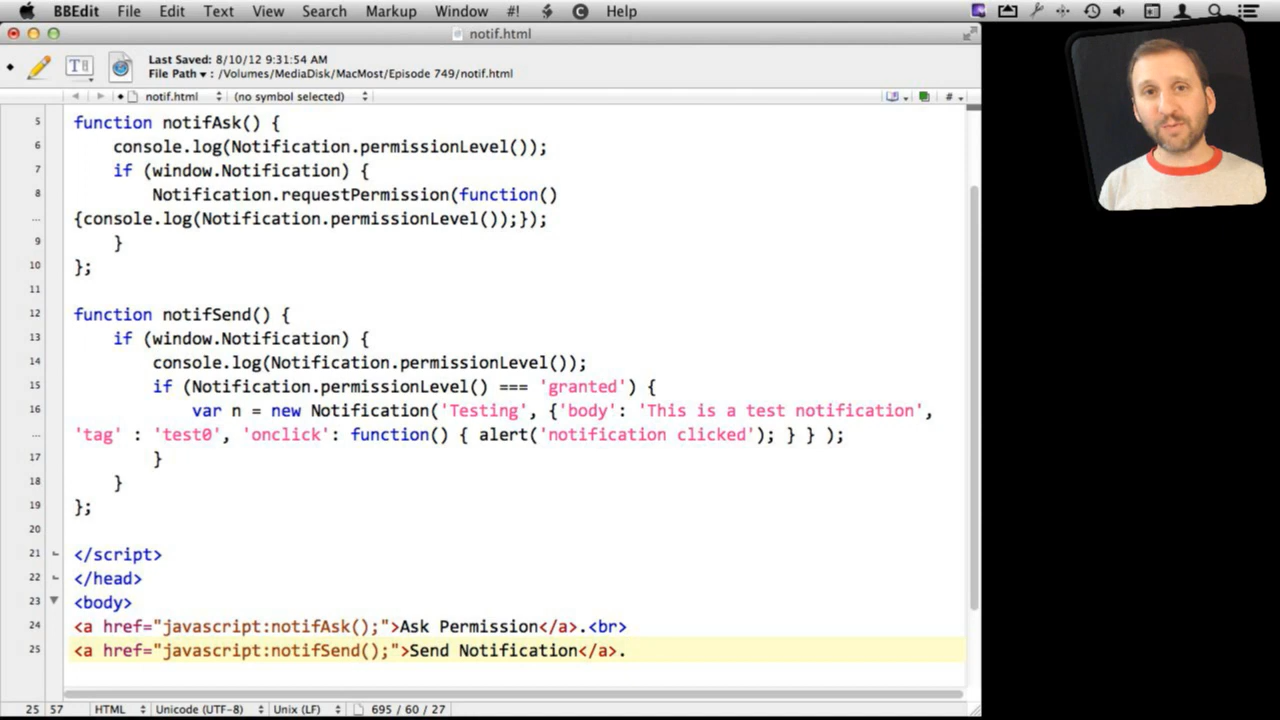 BBEdit File Edit Text View Search Markup Window #! Help
notif.html
Last Saved: 8/10/12 9:31:54 AM
File Path ▾ : /Volumes/MediaDisk/MacMost/Episode 749/notif.html
notif.html (no symbol selected) #
5 function notifAsk() {
6 console.log(Notification.permissionLevel());
7 if (window.Notification) {
8 Notification.requestPermission(function()
… {console.log(Notification.permissionLevel());});
9 }
10 };
11
12 function notifSend() {
13 if (window.Notification) {
14 console.log(Notification.permissionLevel());
15 if (Notification.permissionLevel() === 'granted') {
16 var n = new Notification('Testing', {'body': 'This is a test notification',
… 'tag' : 'test0', 'onclick': function() { alert('notification clicked'); } } );
17 }
18 }
19 };
20
21 </script>
22 </head>
23 <body>
24 <a href="javascript:notifAsk();">Ask Permission</a>.<br>
25 <a href="javascript:notifSend();">Send Notification</a>.
25 57 HTML Unicode (UTF-8) Unix (LF) 695 / 60 / 27